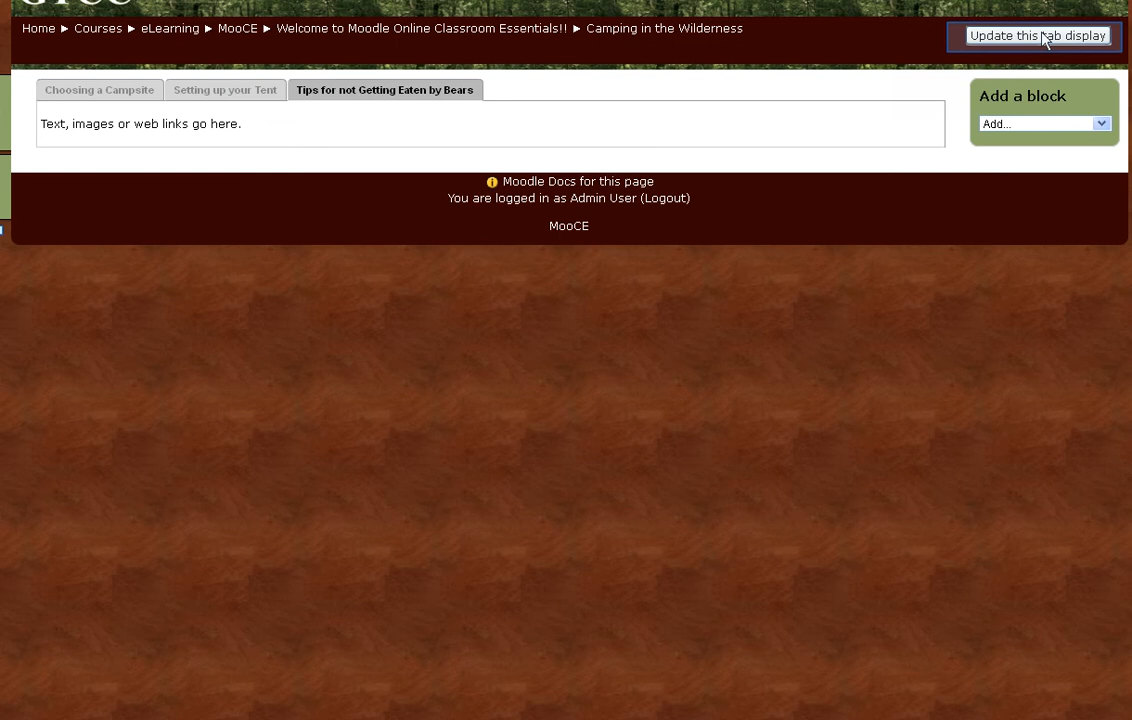 Home ► Courses ► eLearning ► MooCE ► Welcome to Moodle Online Classroom Essentials!! ► Camping in the Wilderness
Update this tab display
Choosing a Campsite Setting up your Tent Tips for not Getting Eaten by Bears
Text, images or web links go here.
Add a block
Add...
Moodle Docs for this page
You are logged in as Admin User (Logout)
MooCE